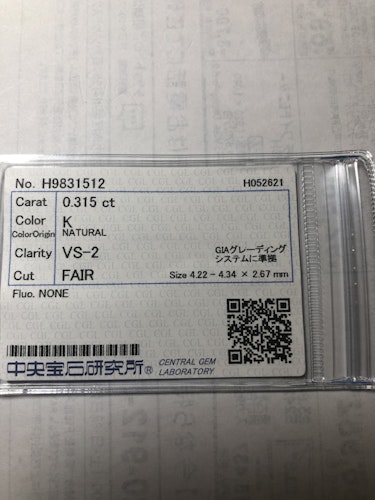 No. H9831512 H052621
Carat 0.315 ct
Color K
ColorOrigin NATURAL
Clarity VS-2 GIAグレーディング
システムに準拠
Cut FAIR Size 4.22 - 4.34 × 2.67 mm
Fluo. NONE
中央宝石研究所® CENTRAL GEM
LABORATORY